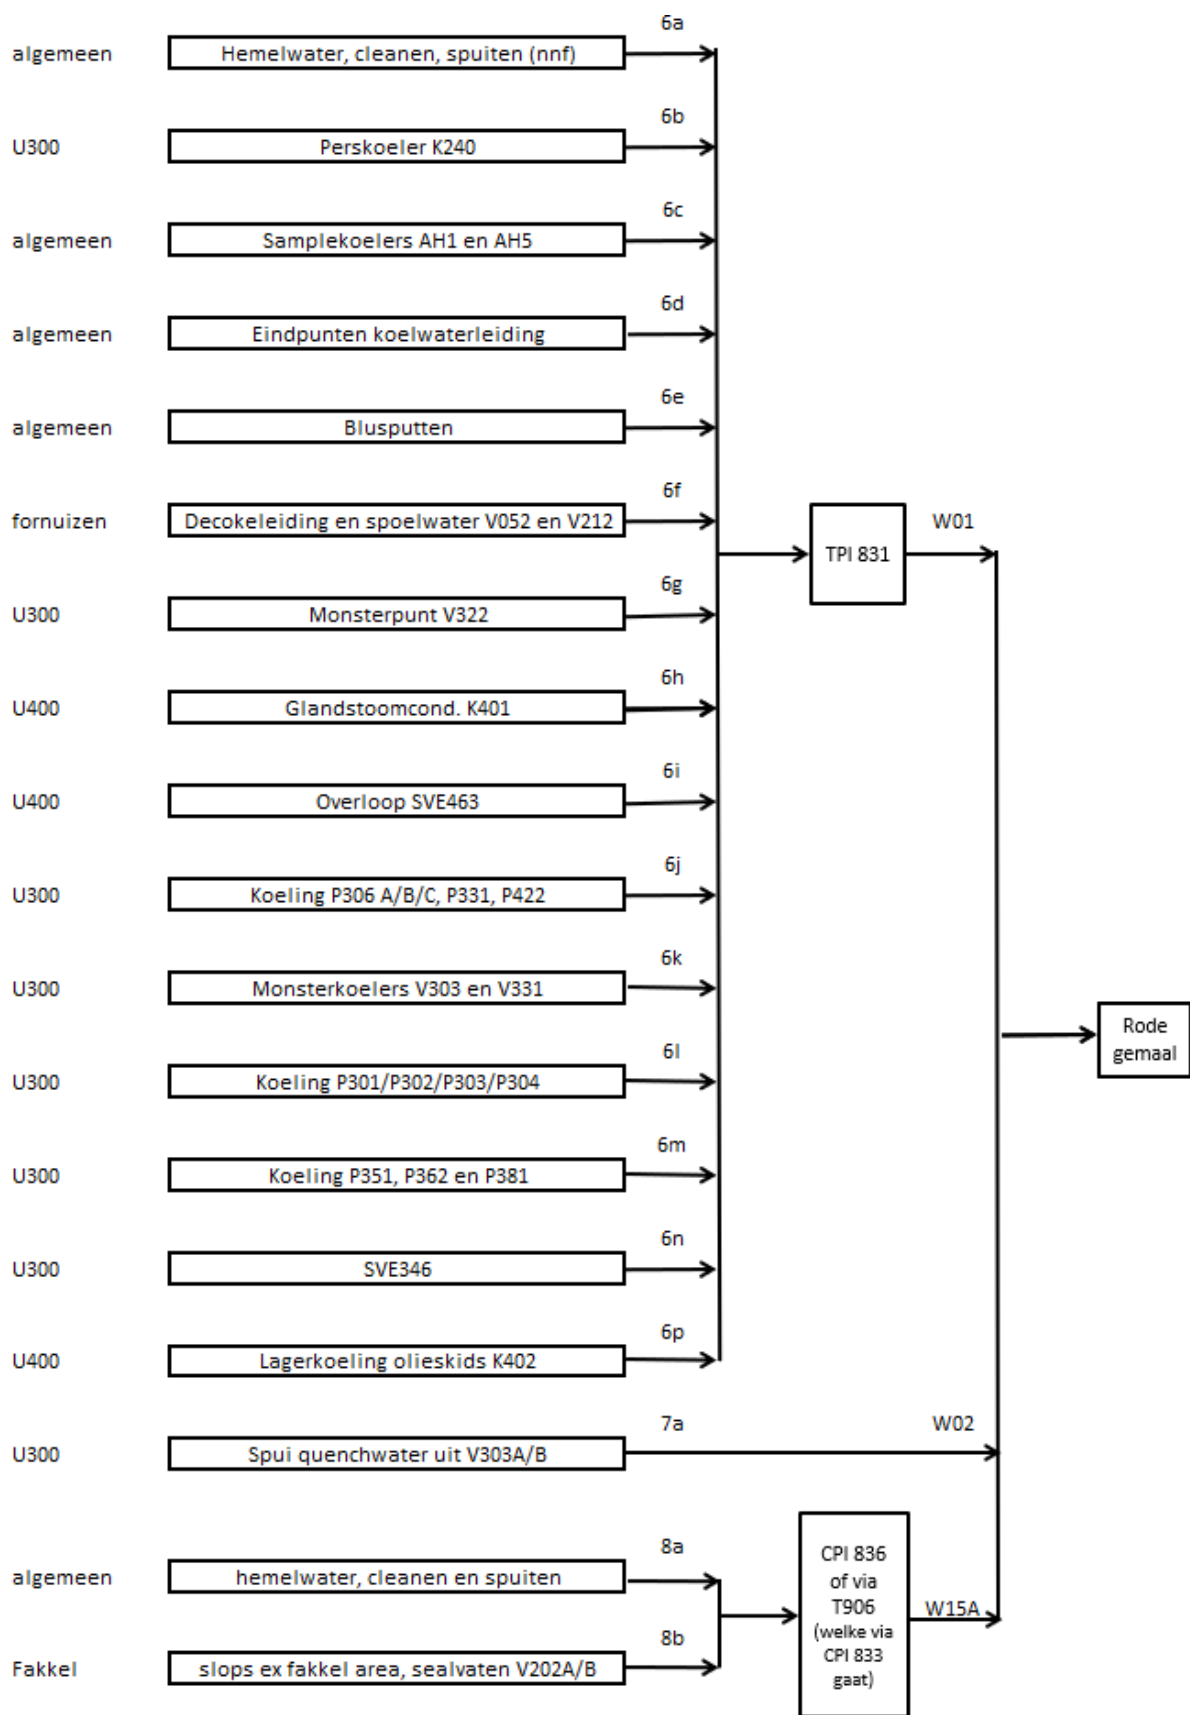 6a
algemeen Hemelwater, cleanen, spuiten (nnf)
6b
U300 Perskoeler K240
6c
algemeen Samplekoelers AH1 en AH5
6d
algemeen Eindpunten koelwaterleiding
6e
algemeen Blusputten
6f
fornuizen Decokeleiding en spoelwater V052 en V212
TPI 831
W01
6g
U300 Monsterpunt V322
6h
U400 Glandstoomcond. K401
6i
U400 Overloop SVE463
6j
U300 Koeling P306 A/B/C, P331, P422
6k
U300 Monsterkoelers V303 en V331
Rode
gemaal
6l
U300 Koeling P301/P302/P303/P304
6m
U300 Koeling P351, P362 en P381
6n
U300 SVE346
6p
U400 Lagerkoeling olieskids K402
7a
W02
U300 Spui quenchwater uit V303A/B
8a
algemeen hemelwater, cleanen en spuiten
8b
Fakkel slops ex fakkel area, sealvaten V202A/B
CPI 836
of via
T906
(welke via
CPI 833
gaat)
W15A